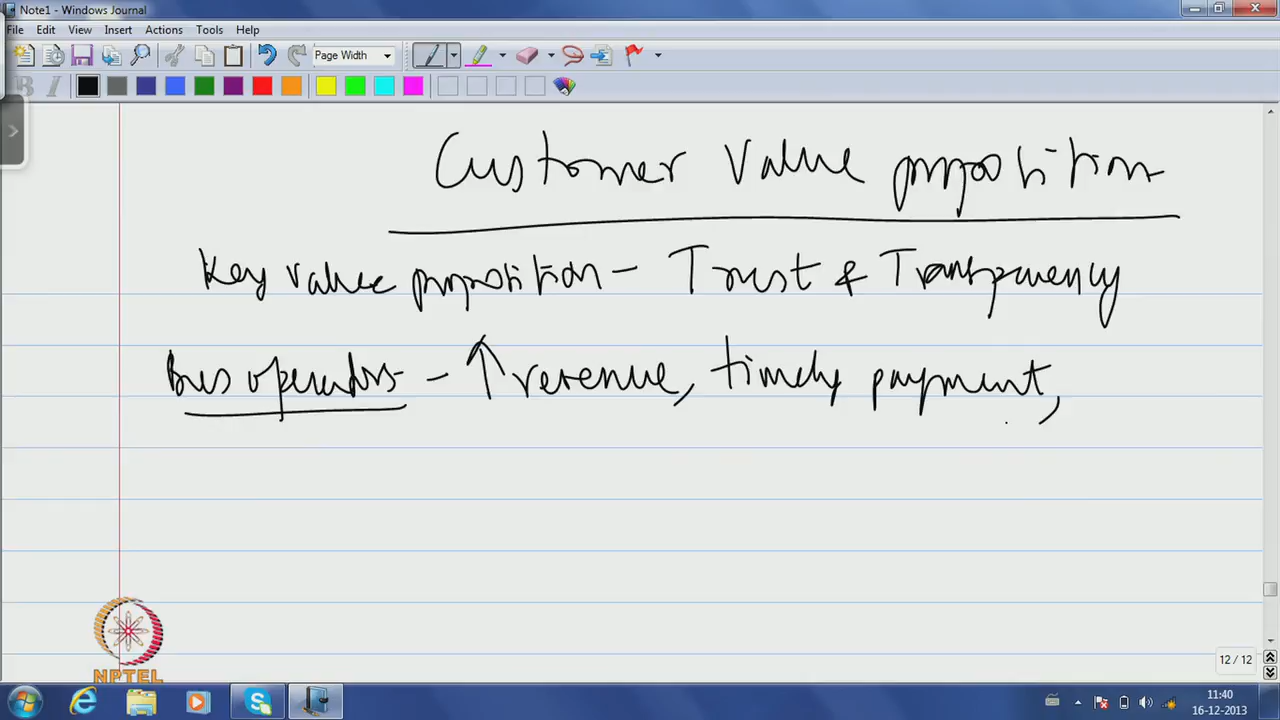 Note1 - Windows Journal
File Edit View Insert Actions Tools Help
Page Width
B I
Customer Value proposition
Key value proposition - Trust & Transparency
Bus operators - ↑ revenue, timely payment,
NPTEL
12 / 12
11:40
16-12-2013